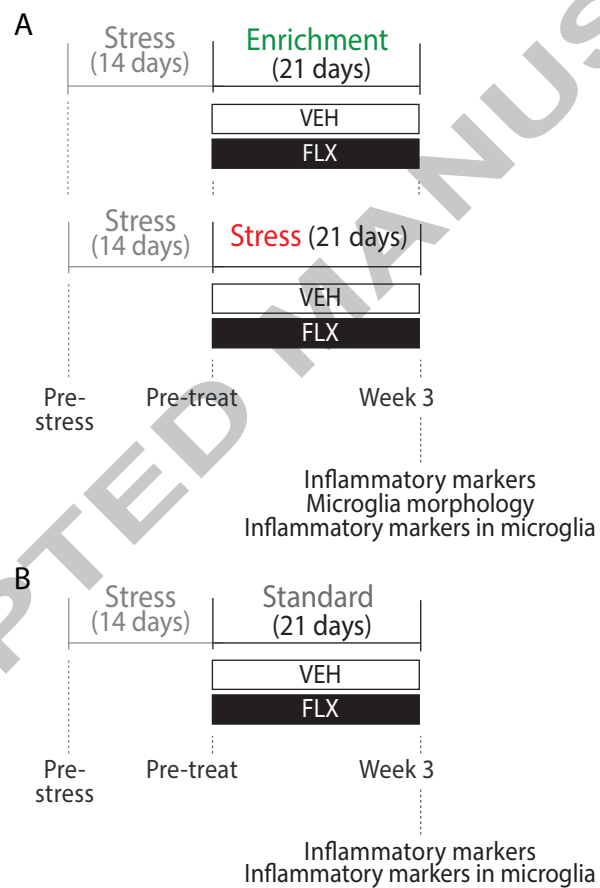 A
Stress
(14 days)
Enrichment
(21 days)
VEH
FLX
Stress
(14 days)
Stress (21 days)
VEH
FLX
Pre-
stress
Pre-treat
Week 3
Inflammatory markers
Microglia morphology
Inflammatory markers in microglia
B
Stress
(14 days)
Standard
(21 days)
VEH
FLX
Pre-
stress
Pre-treat
Week 3
Inflammatory markers
Inflammatory markers in microglia
PTED MANUS